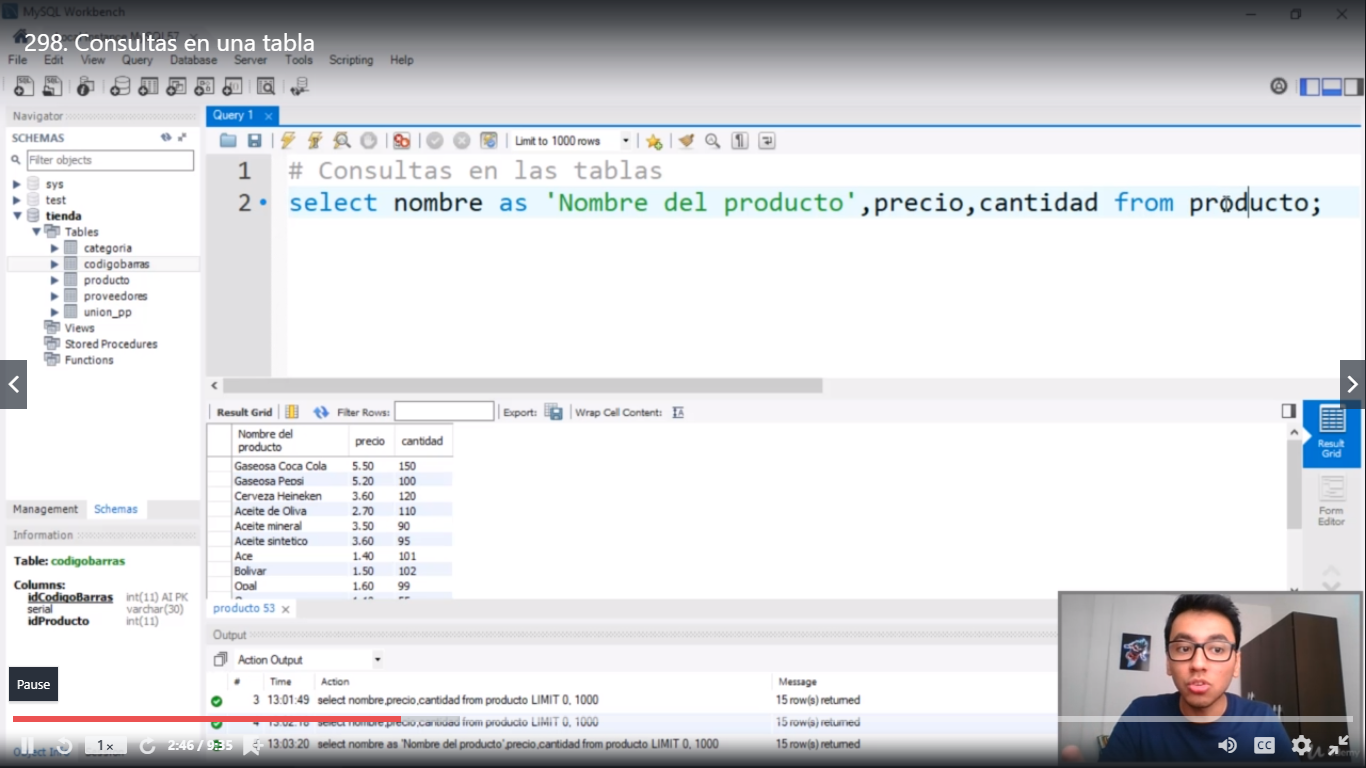 MySQL Workbench
298. Consultas en una tabla
File Edit View Query Database Server Tools Scripting Help
Navigator
SCHEMAS
Filter objects
sys
test
tienda
Tables
categoria
codigobarras
producto
proveedores
union_pp
Views
Stored Procedures
Functions
Management Schemas
Information
Table: codigobarras
Columns:
idCodigoBarras int(11) AI PK
serial varchar(30)
idProducto int(11)
Query 1
Limit to 1000 rows
1 # Consultas en las tablas
2 select nombre as 'Nombre del producto',precio,cantidad from producto;
Result Grid Filter Rows: Export: Wrap Cell Content:
Nombre del producto precio cantidad
Gaseosa Coca Cola 5.50 150
Gaseosa Pepsi 5.20 100
Cerveza Heineken 3.60 120
Aceite de Oliva 2.70 110
Aceite mineral 3.50 90
Aceite sintetico 3.60 95
Ace 1.40 101
Bolivar 1.50 102
Opal 1.60 99
Result Grid
Form Editor
producto 53
Output
Action Output
# Time Action Message
3 13:01:49 select nombre,precio,cantidad from producto LIMIT 0, 1000 15 row(s) returned
4 13:02:18 select nombre,precio,cantidad from producto LIMIT 0, 1000 15 row(s) returned
13:03:20 select nombre as 'Nombre del producto',precio,cantidad from producto LIMIT 0, 1000 15 row(s) returned
Pause
1x 2:46 / 9:35
CC